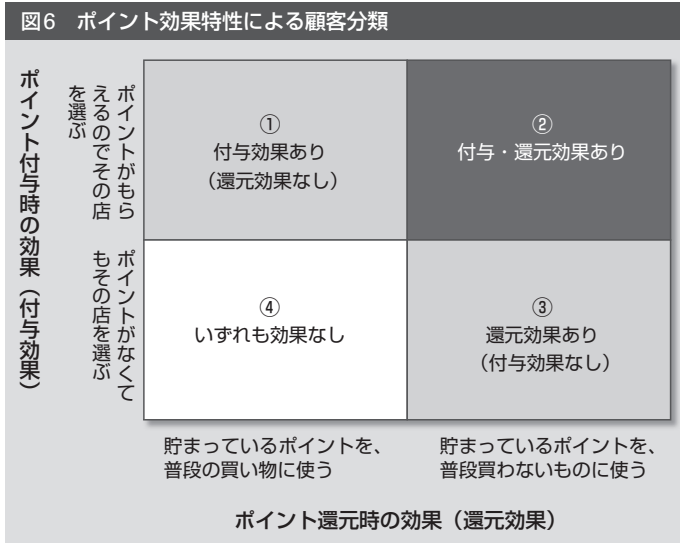 図6 ポイント効果特性による顧客分類
ポイント付与時の効果（付与効果）
ポイントがもら
えるのでその店
を選ぶ
①
付与効果あり
（還元効果なし）
②
付与・還元効果あり
ポイントがなくて
もその店を選ぶ
④
いずれも効果なし
③
還元効果あり
（付与効果なし）
貯まっているポイントを、
普段の買い物に使う
貯まっているポイントを、
普段買わないものに使う
ポイント還元時の効果（還元効果）